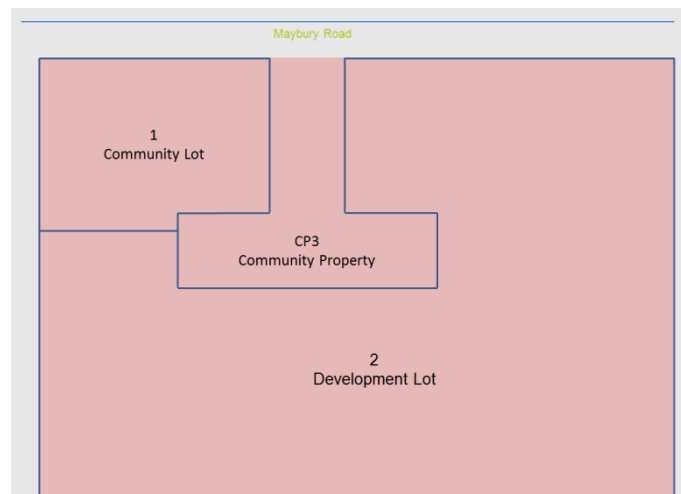 Maybury Road
1
Community Lot
CP3
Community Property
2
Development Lot